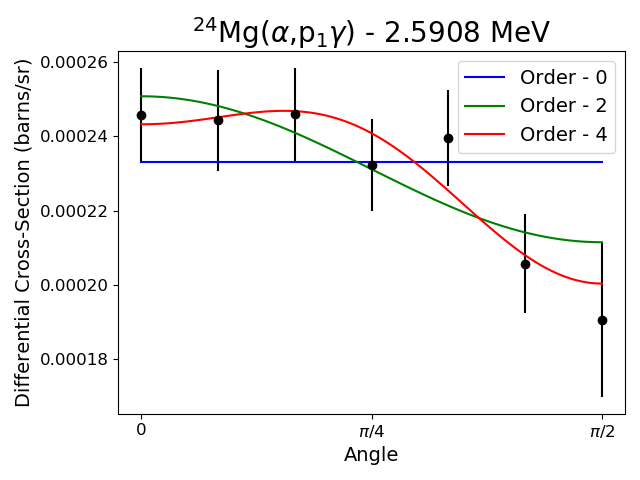 ²⁴Mg(α,p₁γ) - 2.5908 MeV
Differential Cross-Section (barns/sr)
0.00026
0.00024
0.00022
0.00020
0.00018
Order - 0
Order - 2
Order - 4
0
π/4
π/2
Angle